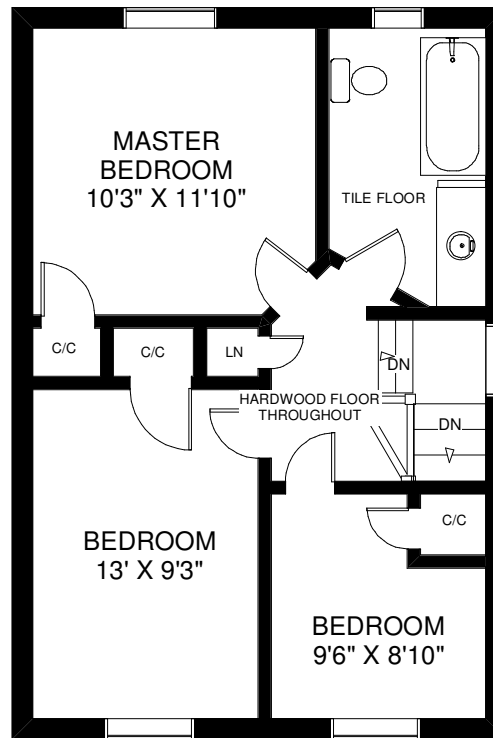 MASTER
BEDROOM
10'3" X 11'10"
TILE FLOOR
C/C
C/C
LN
DN
HARDWOOD FLOOR
THROUGHOUT
DN
C/C
BEDROOM
13' X 9'3"
BEDROOM
9'6" X 8'10"